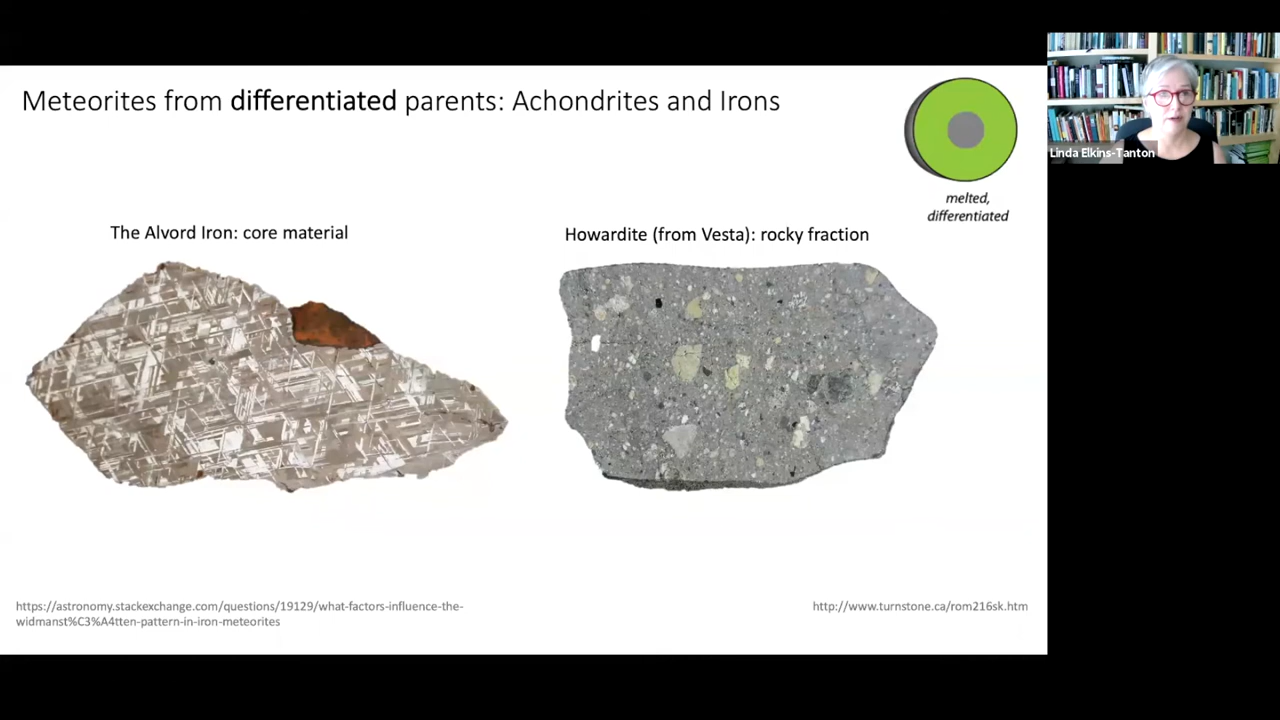 Meteorites from differentiated parents: Achondrites and Irons
Linda Elkins-Tanton
melted,
differentiated
The Alvord Iron: core material
Howardite (from Vesta): rocky fraction
https://astronomy.stackexchange.com/questions/19129/what-factors-influence-the-
widmanst%C3%A4tten-pattern-in-iron-meteorites
http://www.turnstone.ca/rom216sk.htm